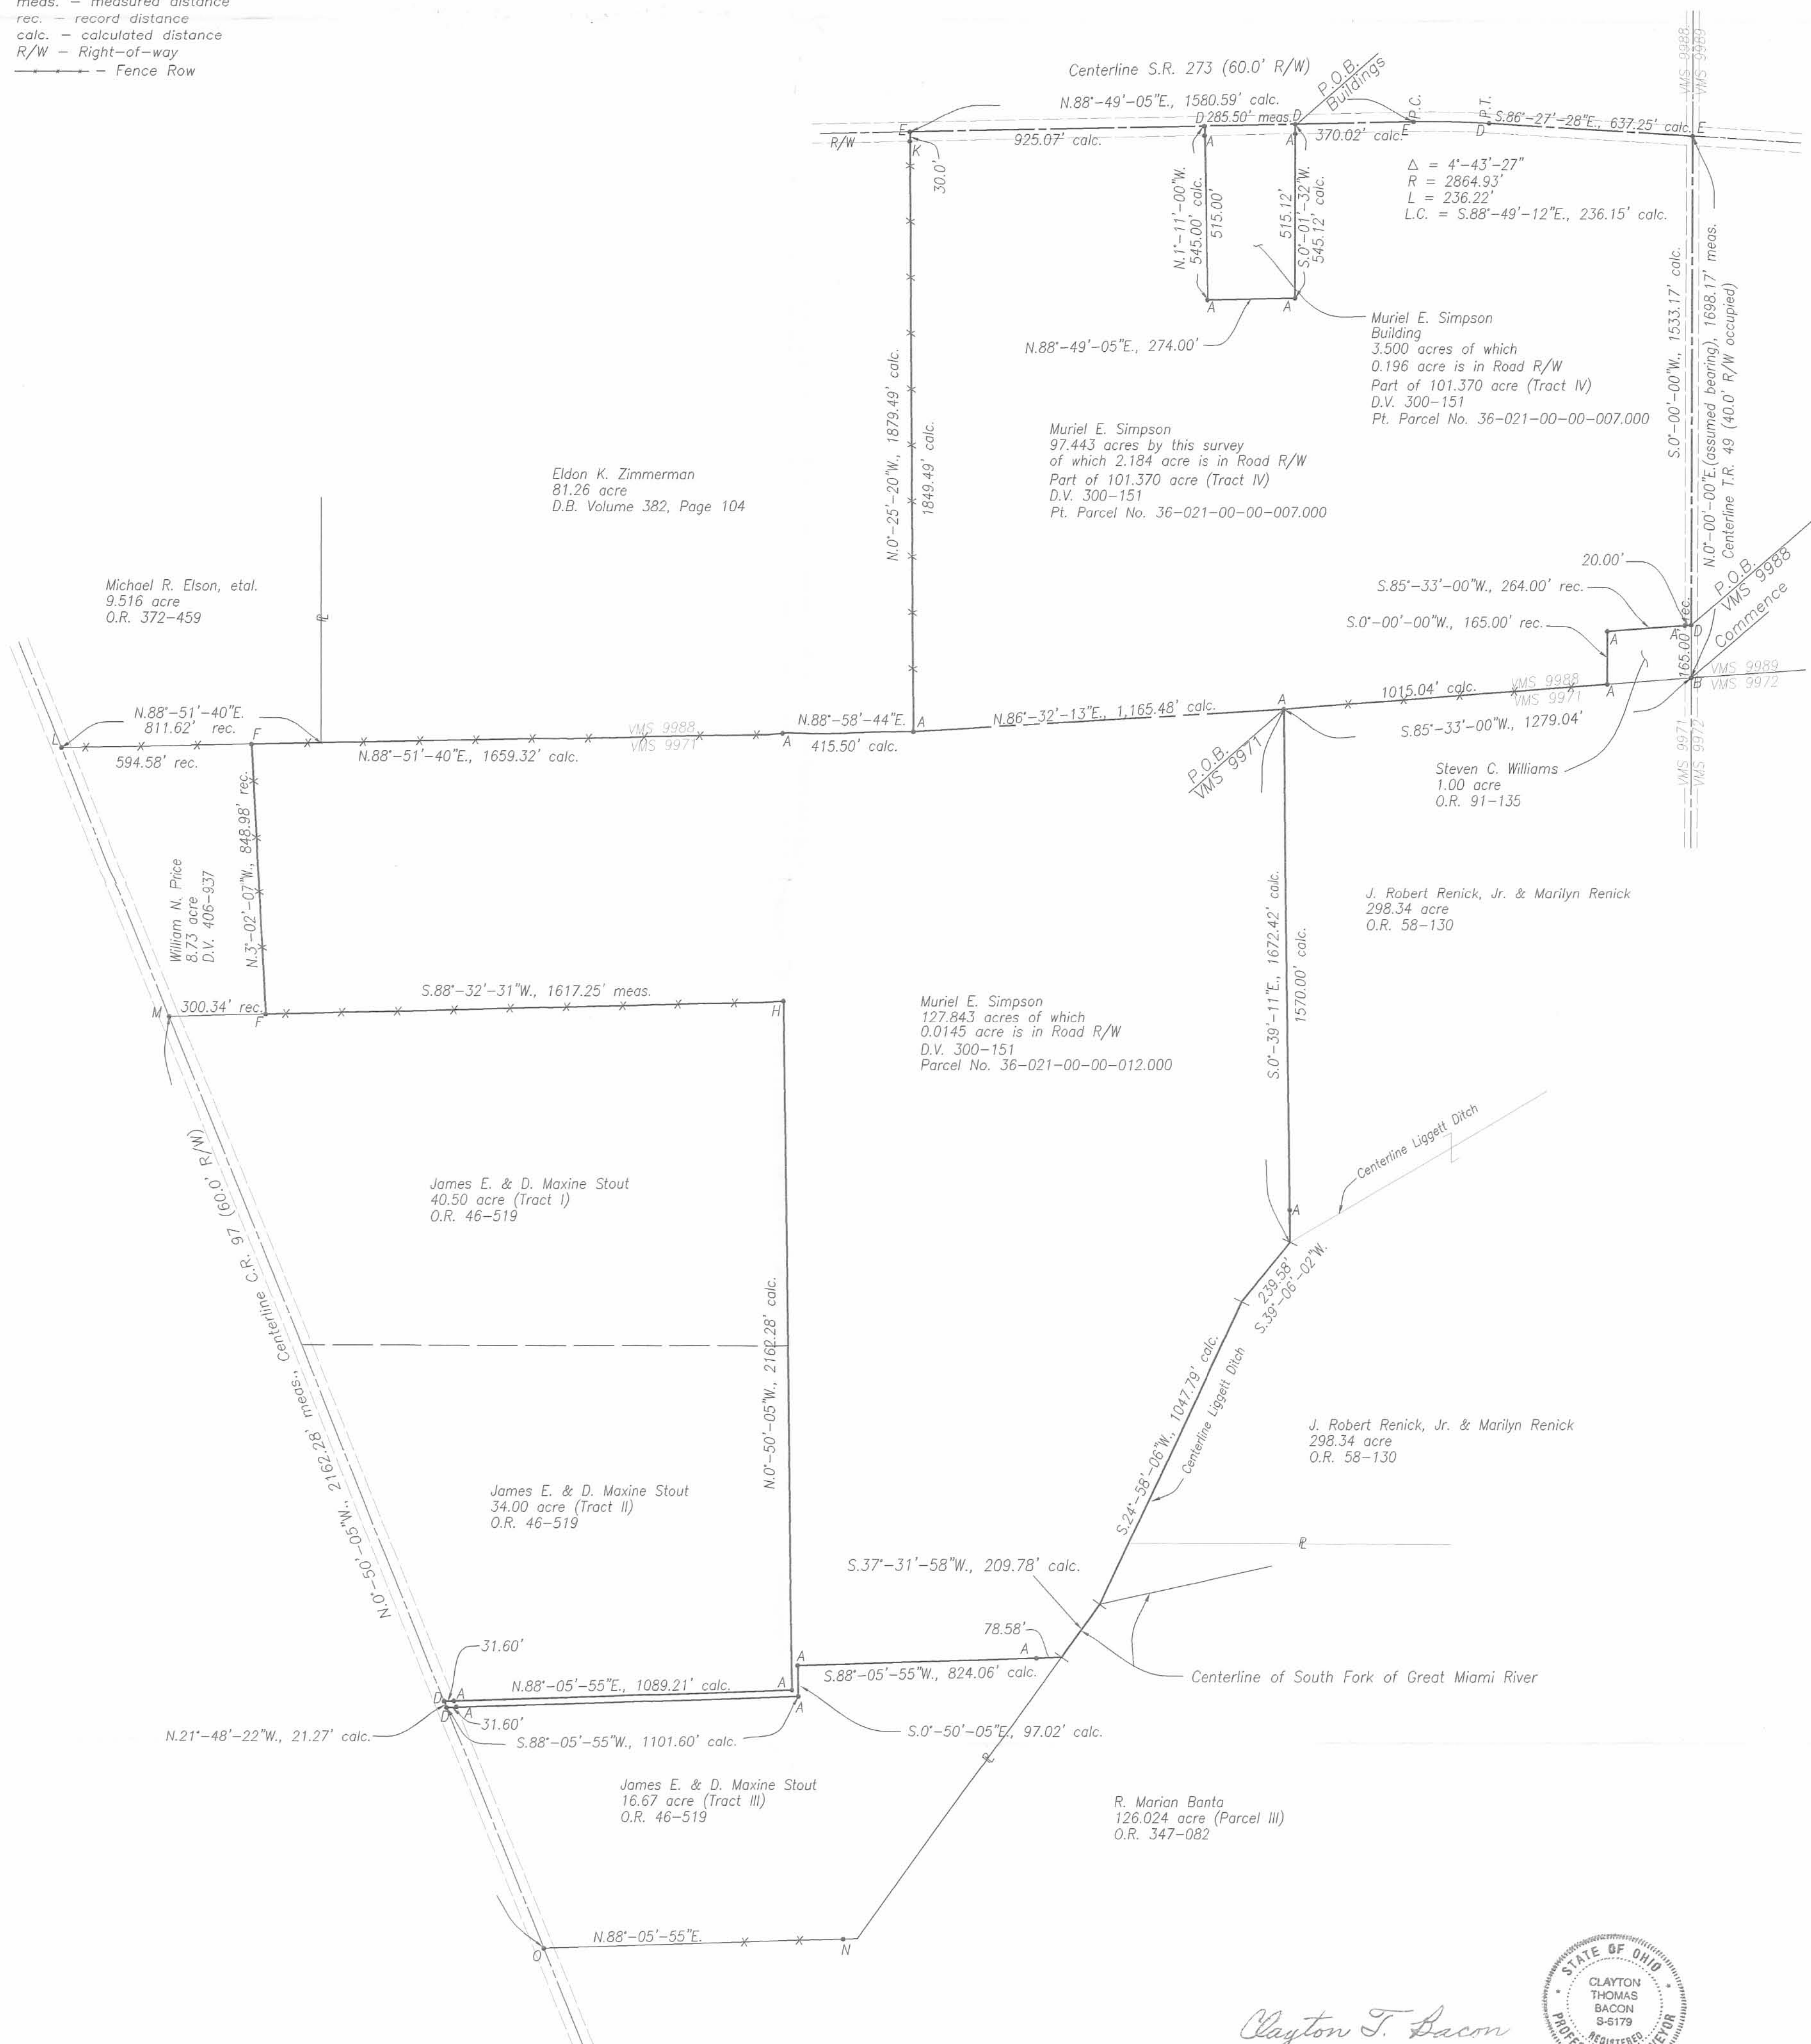 meas. – measured distance
rec. – record distance
calc. – calculated distance
R/W – Right-of-way
– Fence Row
Centerline S.R. 273 (60.0' R/W)
P.O.B.
Buildings
N.88°-49'-05"E., 1580.59' calc.
D 285.50' meas. D
P.C.
P.T.
S.86°-27'-28"E., 637.25' calc. E
VMS 9988
VMS 9989
E
R/W
K
30.0'
925.07' calc.
A
A
370.02' calc.
E
D
Δ = 4°-43'-27"
R = 2864.93'
L = 236.22'
L.C. = S.88°-49'-12"E., 236.15' calc.
N.1°-11'-00"W.
545.00' calc.
515.00'
515.12'
S.0°-01'-32"W.
545.12' calc.
A
A
N.88°-49'-05"E., 274.00'
Muriel E. Simpson
Building
3.500 acres of which
0.196 acre is in Road R/W
Part of 101.370 acre (Tract IV)
D.V. 300-151
Pt. Parcel No. 36-021-00-00-007.000
S.0°-00'-00"W., 1533.17' calc.
N.0°-00'-00"E.(assumed bearing), 1698.17' meas.
Centerline T.R. 49 (40.0' R/W occupied)
N.0°-25'-20"W., 1879.49' calc.
1849.49' calc.
Muriel E. Simpson
97.443 acres by this survey
of which 2.184 acre is in Road R/W
Part of 101.370 acre (Tract IV)
D.V. 300-151
Pt. Parcel No. 36-021-00-00-007.000
Eldon K. Zimmerman
81.26 acre
D.B. Volume 382, Page 104
Michael R. Elson, etal.
9.516 acre
O.R. 372-459
20.00'
S.85°-33'-00"W., 264.00' rec.
S.0°-00'-00"W., 165.00' rec.
165.00' rec.
A
A
D
P.O.B.
VMS 9988
Commence
A
B
VMS 9989
VMS 9972
VMS 9988
VMS 9971
1015.04' calc.
S.85°-33'-00"W., 1279.04'
VMS 9971
VMS 9972
N.86°-32'-13"E., 1,165.48' calc.
A
A
P.O.B.
VMS 9971
N.88°-58'-44"E.
415.50' calc.
A
VMS 9988
VMS 9971
N.88°-51'-40"E.
811.62' rec.
L
F
594.58' rec.
N.88°-51'-40"E., 1659.32' calc.
Steven C. Williams
1.00 acre
O.R. 91-135
William N. Price
8.73 acre
D.V. 406-937
N.3°-02'-07"W., 848.98' rec.
J. Robert Renick, Jr. & Marilyn Renick
298.34 acre
O.R. 58-130
S.0°-39'-11"E., 1672.42' calc.
1570.00' calc.
M
300.34' rec.
F
S.88°-32'-31"W., 1617.25' meas.
H
Muriel E. Simpson
127.843 acres of which
0.0145 acre is in Road R/W
D.V. 300-151
Parcel No. 36-021-00-00-012.000
Centerline Liggett Ditch
James E. & D. Maxine Stout
40.50 acre (Tract I)
O.R. 46-519
A
239.58'
S.39°-06'-02"W.
N.0°-50'-05"W., 2162.28' meas., Centerline C.R. 97 (60.0' R/W)
N.0°-50'-05"W., 2162.28' calc.
S.24°-58'-06"W., 1047.79' calc.
Centerline Liggett Ditch
J. Robert Renick, Jr. & Marilyn Renick
298.34 acre
O.R. 58-130
James E. & D. Maxine Stout
34.00 acre (Tract II)
O.R. 46-519
S.37°-31'-58"W., 209.78' calc.
78.58'
A
A
S.88°-05'-55"W., 824.06' calc.
Centerline of South Fork of Great Miami River
31.60'
D
A
N.88°-05'-55"E., 1089.21' calc.
A
D
A
31.60'
A
N.21°-48'-22"W., 21.27' calc.
S.88°-05'-55"W., 1101.60' calc.
S.0°-50'-05"E, 97.02' calc.
James E. & D. Maxine Stout
16.67 acre (Tract III)
O.R. 46-519
R. Marian Banta
126.024 acre (Parcel III)
O.R. 347-082
O
N.88°-05'-55"E.
N
Clayton T. Bacon
STATE OF OHIO
CLAYTON
THOMAS
BACON
S-6179
REGISTERED